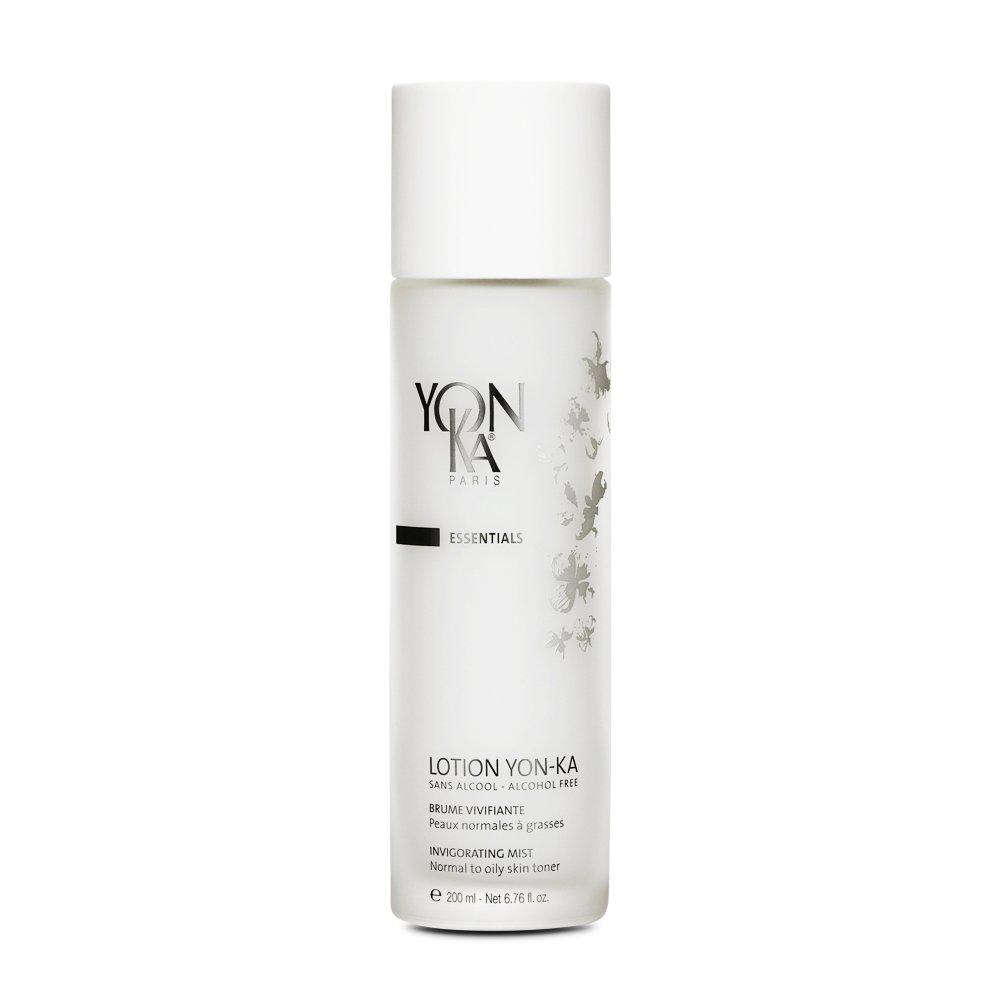 YON
KA®
PARIS
ESSENTIALS
LOTION YON-KA
SANS ALCOOL - ALCOHOL FREE
BRUME VIVIFIANTE
Peaux normales à grasses
INVIGORATING MIST
Normal to oily skin toner
℮ 200 ml - Net 6.76 fl. oz.